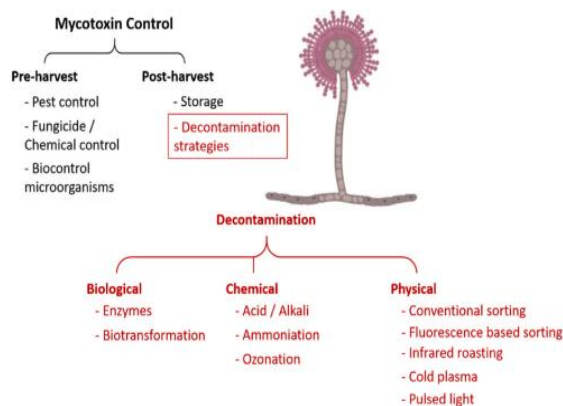 Mycotoxin Control
Pre-harvest
- Pest control
- Fungicide /
Chemical control
- Biocontrol
microorganisms
Post-harvest
- Storage
- Decontamination
strategies
Decontamination
Biological
- Enzymes
- Biotransformation
Chemical
- Acid / Alkali
- Ammoniation
- Ozonation
Physical
- Conventional sorting
- Fluorescence based sorting
- Infrared roasting
- Cold plasma
- Pulsed light